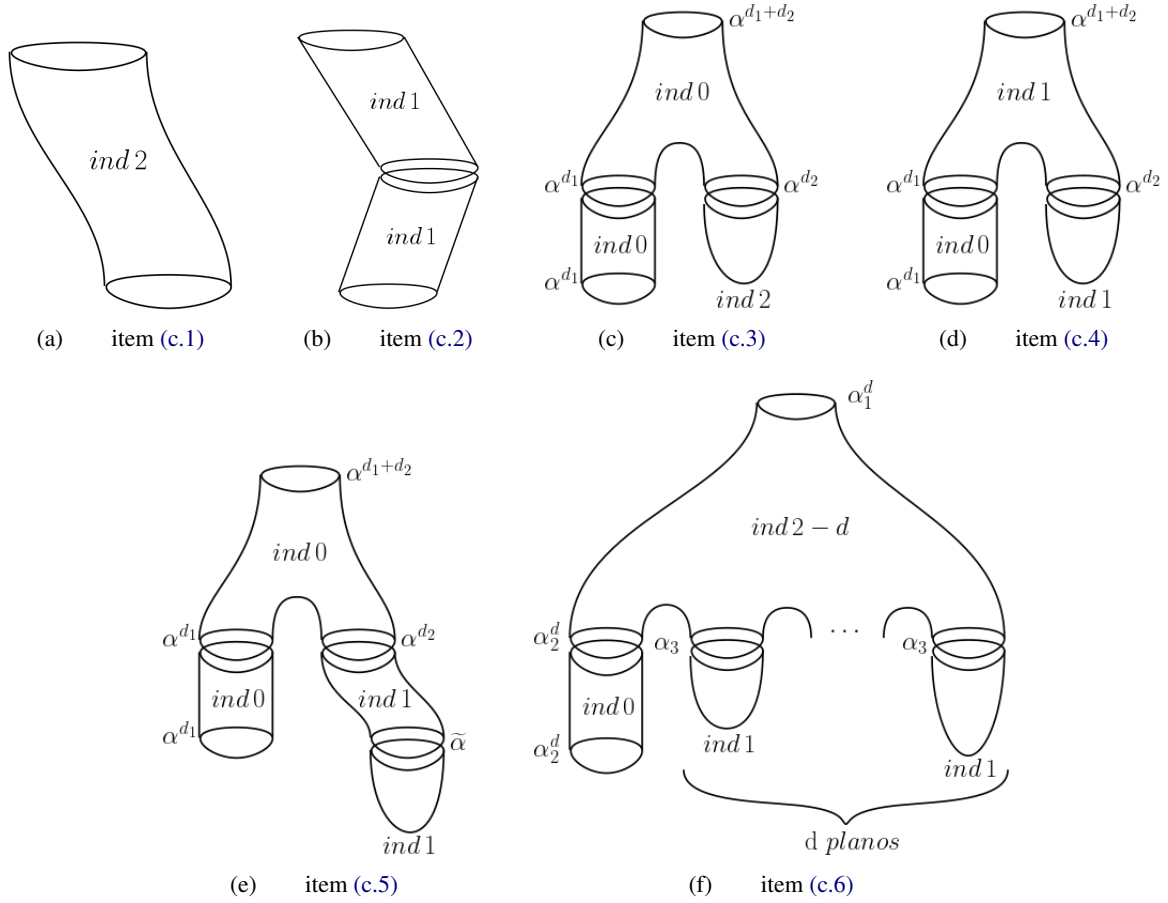 α^{d_1+d_2} α^{d_1+d_2}
ind 2 ind 1 ind 0 ind 1
α^{d_1} α^{d_2} α^{d_1} α^{d_2}
ind 1 ind 0 ind 0
α^{d_1} α^{d_1}
ind 2 ind 1
(a) item (c.1) (b) item (c.2) (c) item (c.3) (d) item (c.4)
α_1^d
α^{d_1+d_2}
ind 0 ind 2 − d
α^{d_1} α^{d_2} α_2^d α_3 ... α_3
ind 0 ind 1 ind 0
α^{d_1} α̃ α_2^d ind 1 ind 1
ind 1 d planos
(e) item (c.5) (f) item (c.6)